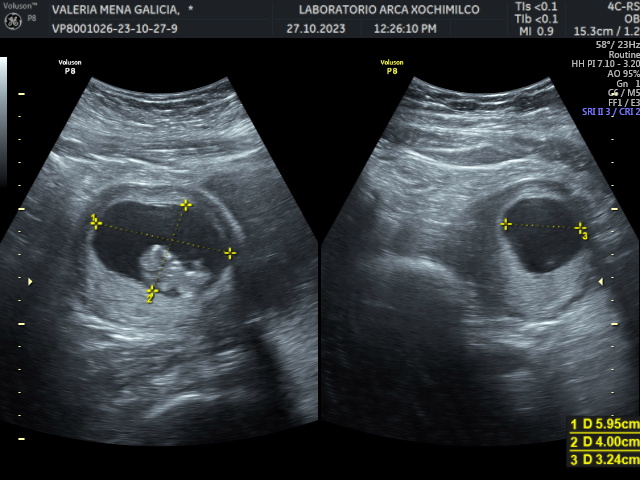 Voluson™
P8
VALERIA MENA GALICIA, *
VP8001026-23-10-27-9
LABORATORIO ARCA XOCHIMILCO
27.10.2023
12:26:10 PM
TIs <0.1
TIb <0.1
MI 0.9
4C-RS
OB
15.3cm / 1.2
58°/ 23Hz
Routine
HH PI 7.10 - 3.20
AO 95%
Gn 1
C6 / M5
FF1 / E3
SRI II 3 / CRI 2
Voluson
P8
Voluson
P8
1
2
3
1 D 5.95cm
2 D 4.00cm
3 D 3.24cm